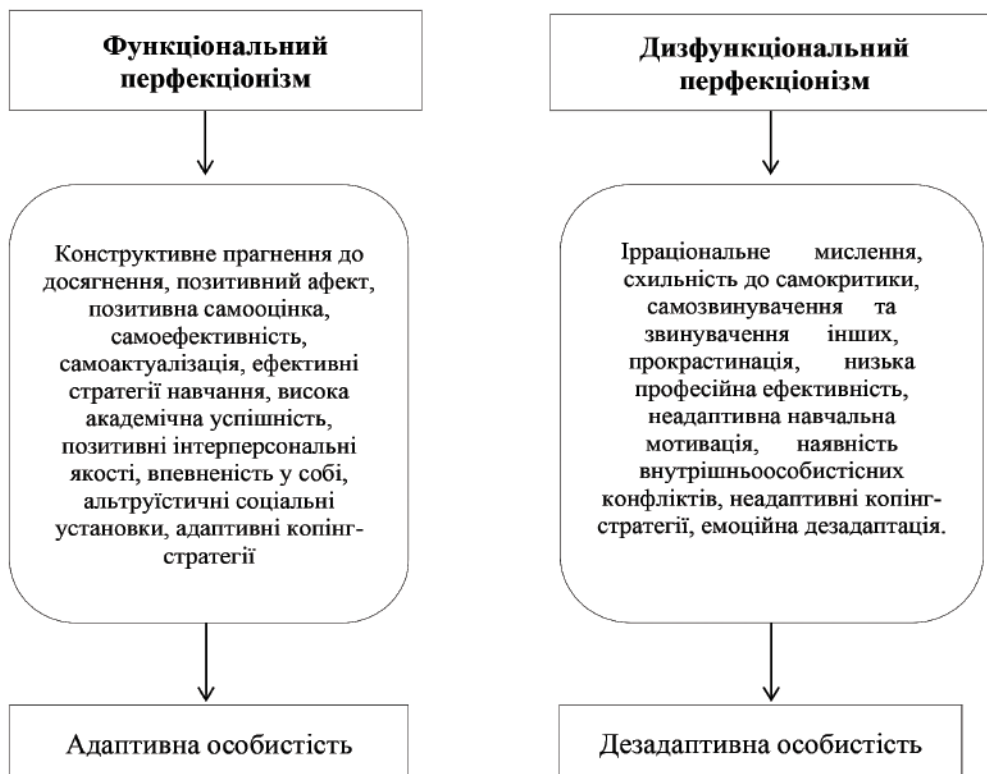 Функціональний
перфекціонізм
Конструктивне прагнення до
досягнення, позитивний афект,
позитивна самооцінка,
самоефективність,
самоактуалізація, ефективні
стратегії навчання, висока
академічна успішність,
позитивні інтерперсональні
якості, впевненість у собі,
альтруїстичні соціальні
установки, адаптивні копінг-
стратегії
Адаптивна особистість
Дизфункціональний
перфекціонізм
Ірраціональне мислення,
схильність до самокритики,
самозвинувачення та
звинувачення інших,
прокрастинація, низька
професійна ефективність,
неадаптивна навчальна
мотивація, наявність
внутрішньоособистісних
конфліктів, неадаптивні копінг-
стратегії, емоційна дезадаптація.
Дезадаптивна особистість